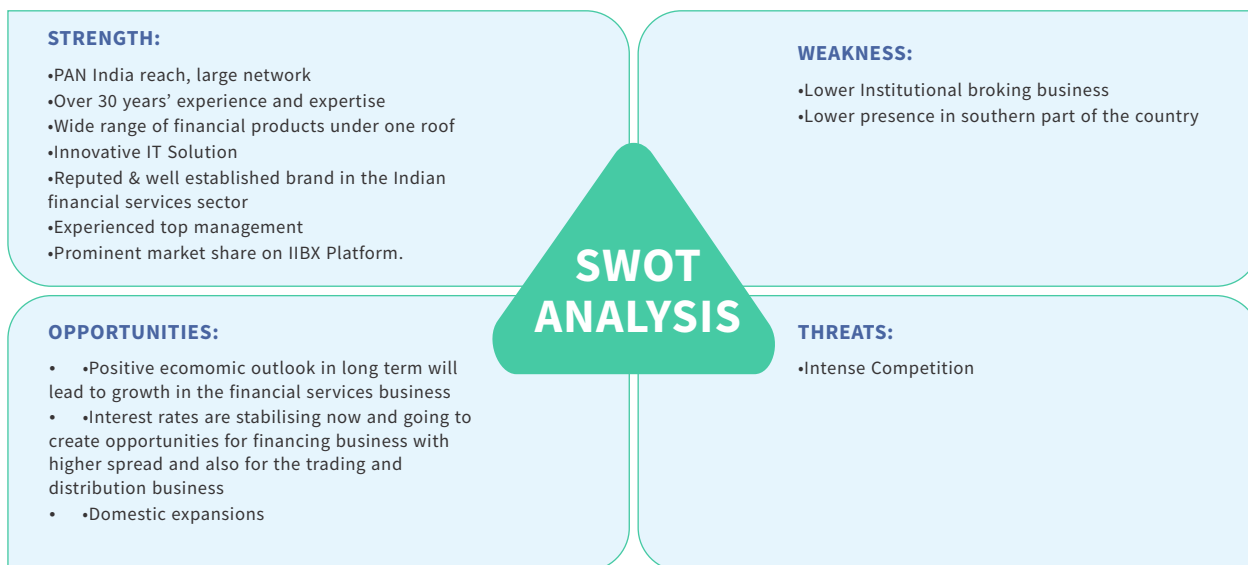 STRENGTH:
•PAN India reach, large network
•Over 30 years’ experience and expertise
•Wide range of financial products under one roof
•Innovative IT Solution
•Reputed & well established brand in the Indian
financial services sector
•Experienced top management
•Prominent market share on IIBX Platform.
WEAKNESS:
•Lower Institutional broking business
•Lower presence in southern part of the country
SWOT
ANALYSIS
OPPORTUNITIES:
• •Positive ecomomic outlook in long term will
lead to growth in the financial services business
• •Interest rates are stabilising now and going to
create opportunities for financing business with
higher spread and also for the trading and
distribution business
• •Domestic expansions
THREATS:
•Intense Competition